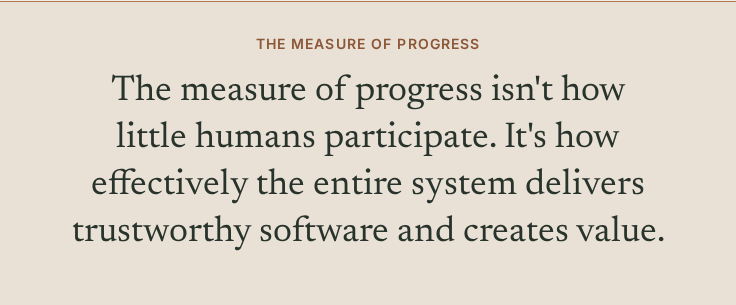 THE MEASURE OF PROGRESS
The measure of progress isn't how
little humans participate. It's how
effectively the entire system delivers
trustworthy software and creates value.